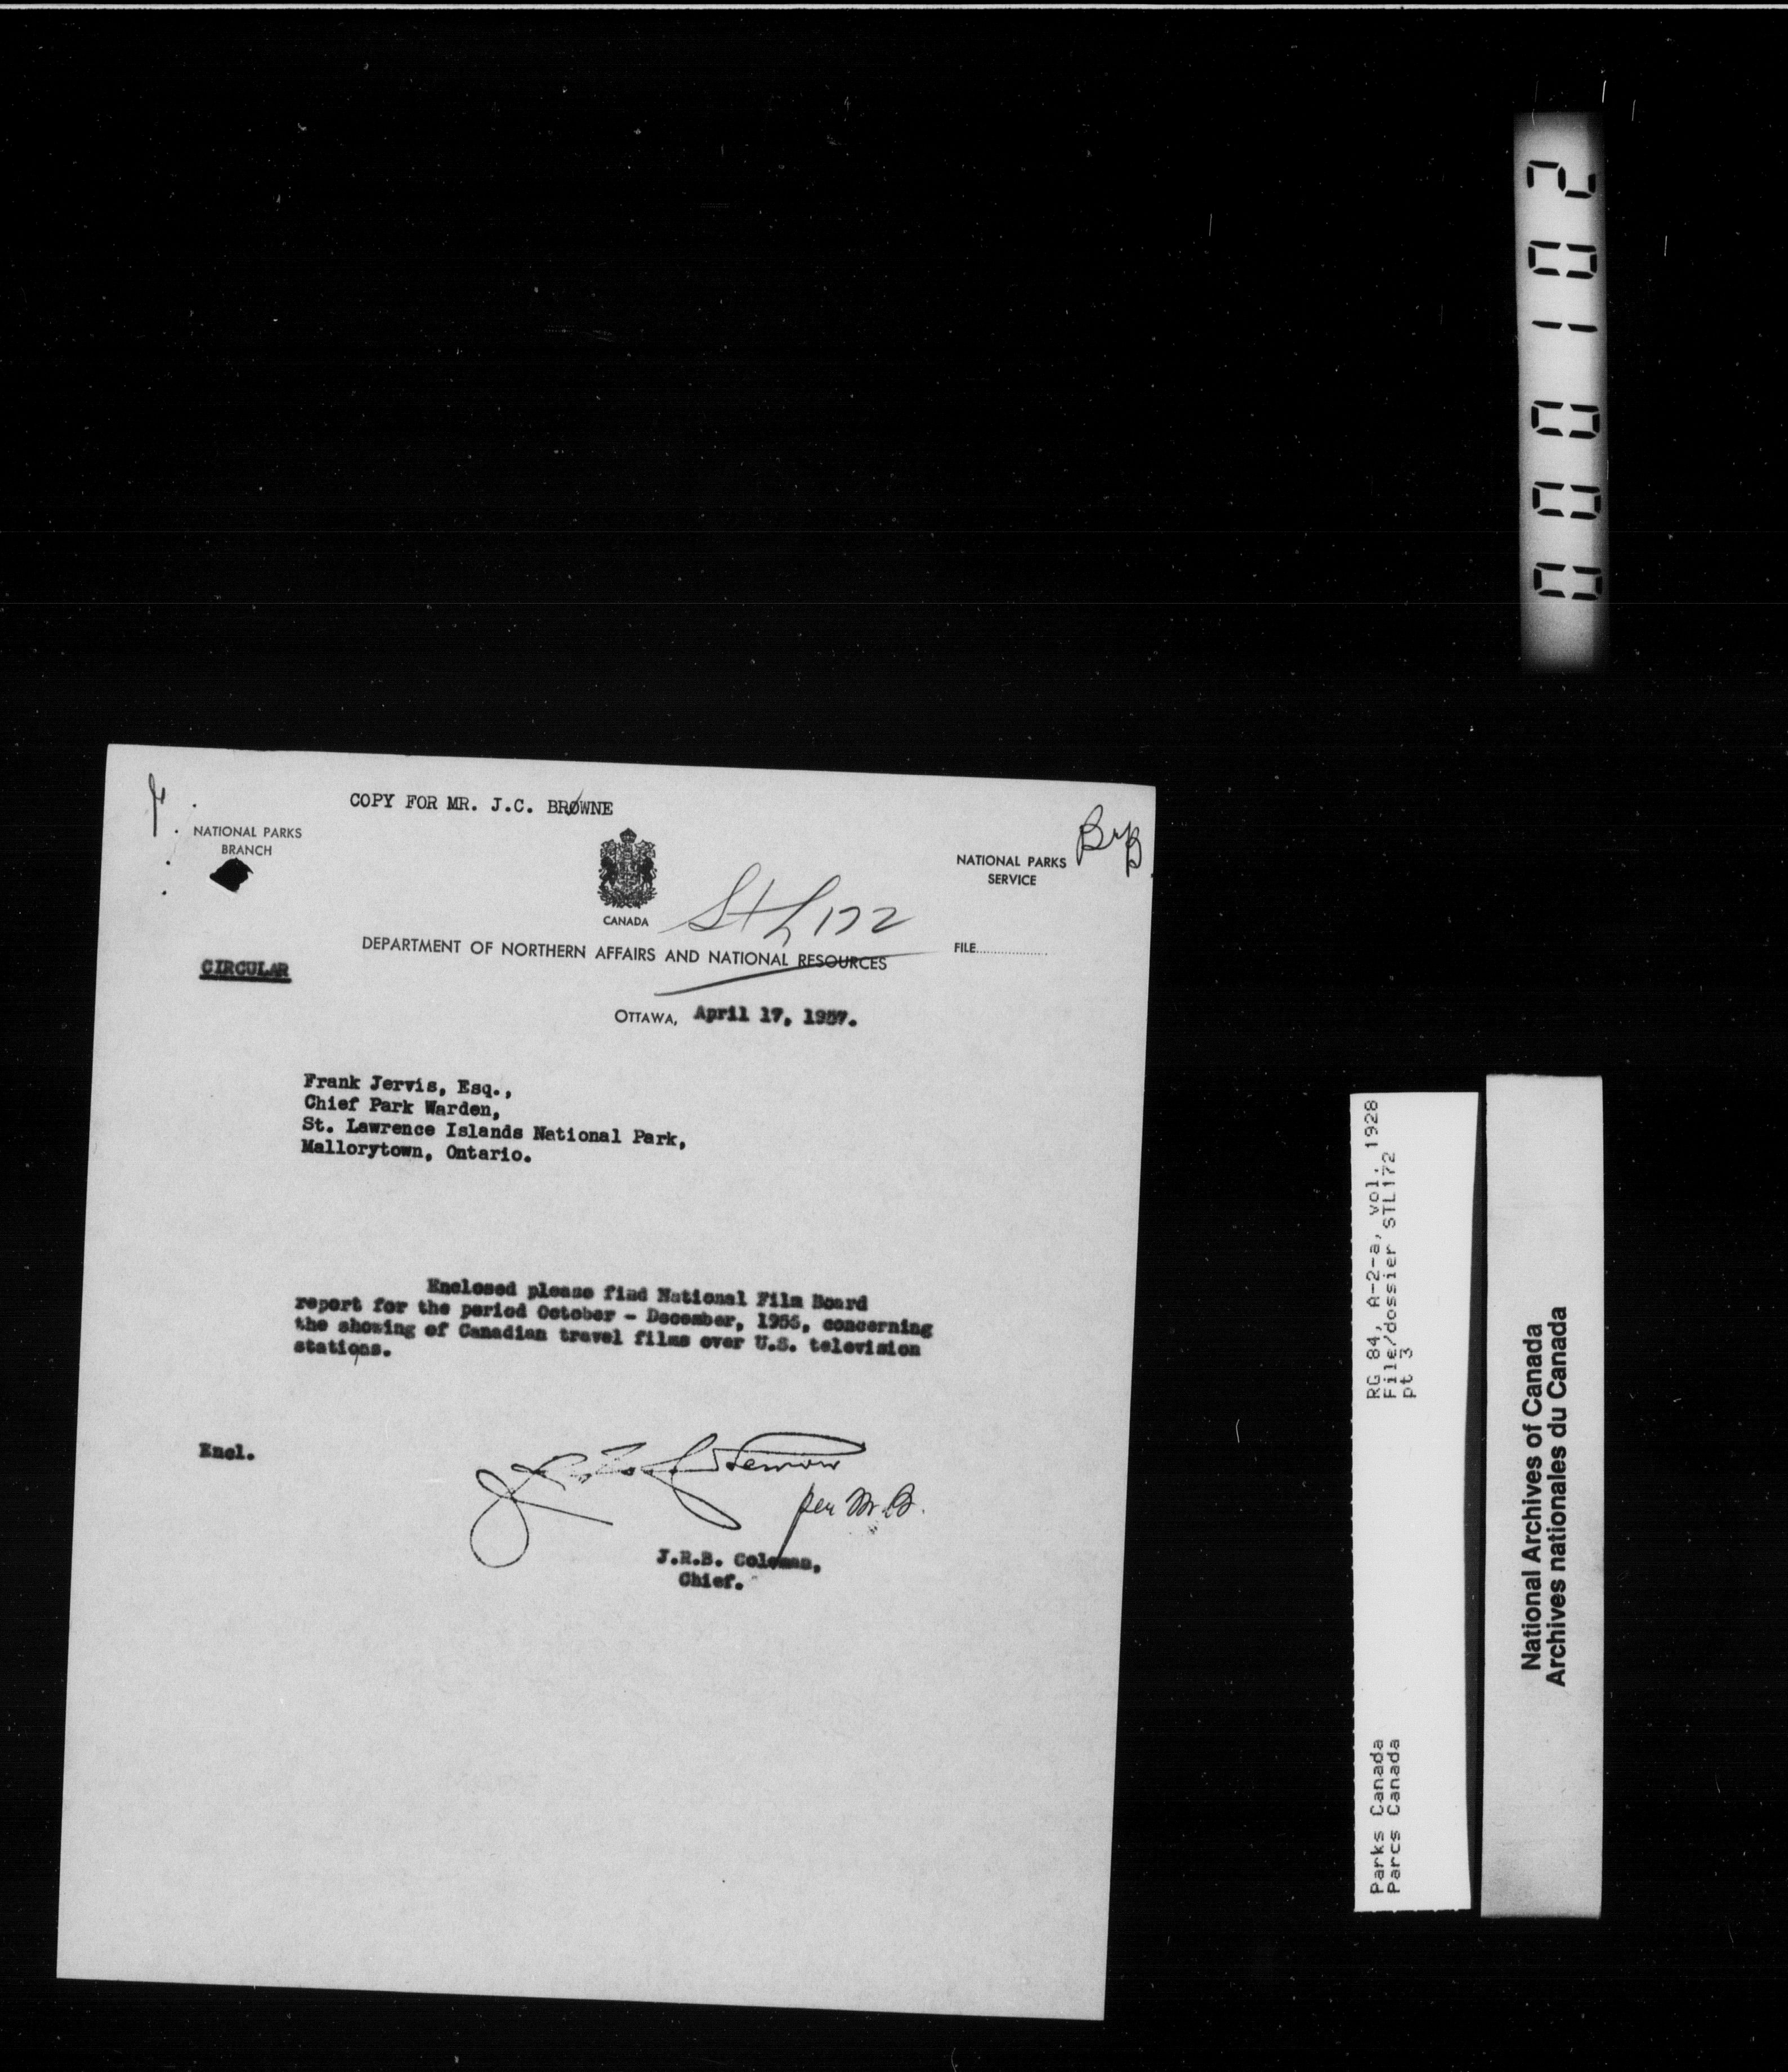 COPY FOR MR. J.C. BROWNE
NATIONAL PARKS
BRANCH
NATIONAL PARKS
SERVICE
CANADA
StL 172
DEPARTMENT OF NORTHERN AFFAIRS AND NATIONAL RESOURCES
FILE
CIRCULAR
OTTAWA, April 17, 1957.
Frank Jervis, Esq.,
Chief Park Warden,
St. Lawrence Islands National Park,
Mallorytown, Ontario.
Enclosed please find National Film Board
report for the period October - December, 1956, concerning
the showing of Canadian travel films over U.S. television
stations.
Encl.
per M.B.
J.R.B. Coleman,
Chief.
000102
RG 84, A-2-a, vol. 1928
File/dossier STL172
pt 3
Parks Canada
Parcs Canada
National Archives of Canada
Archives nationales du Canada